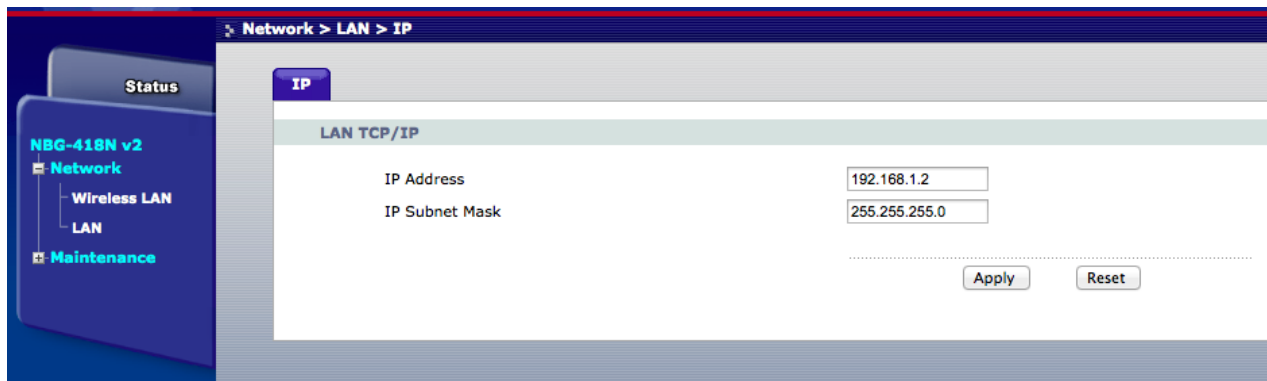 Network > LAN > IP
Status
NBG-418N v2
Network
Wireless LAN
LAN
Maintenance
IP
LAN TCP/IP
IP Address 192.168.1.2
IP Subnet Mask 255.255.255.0
Apply Reset